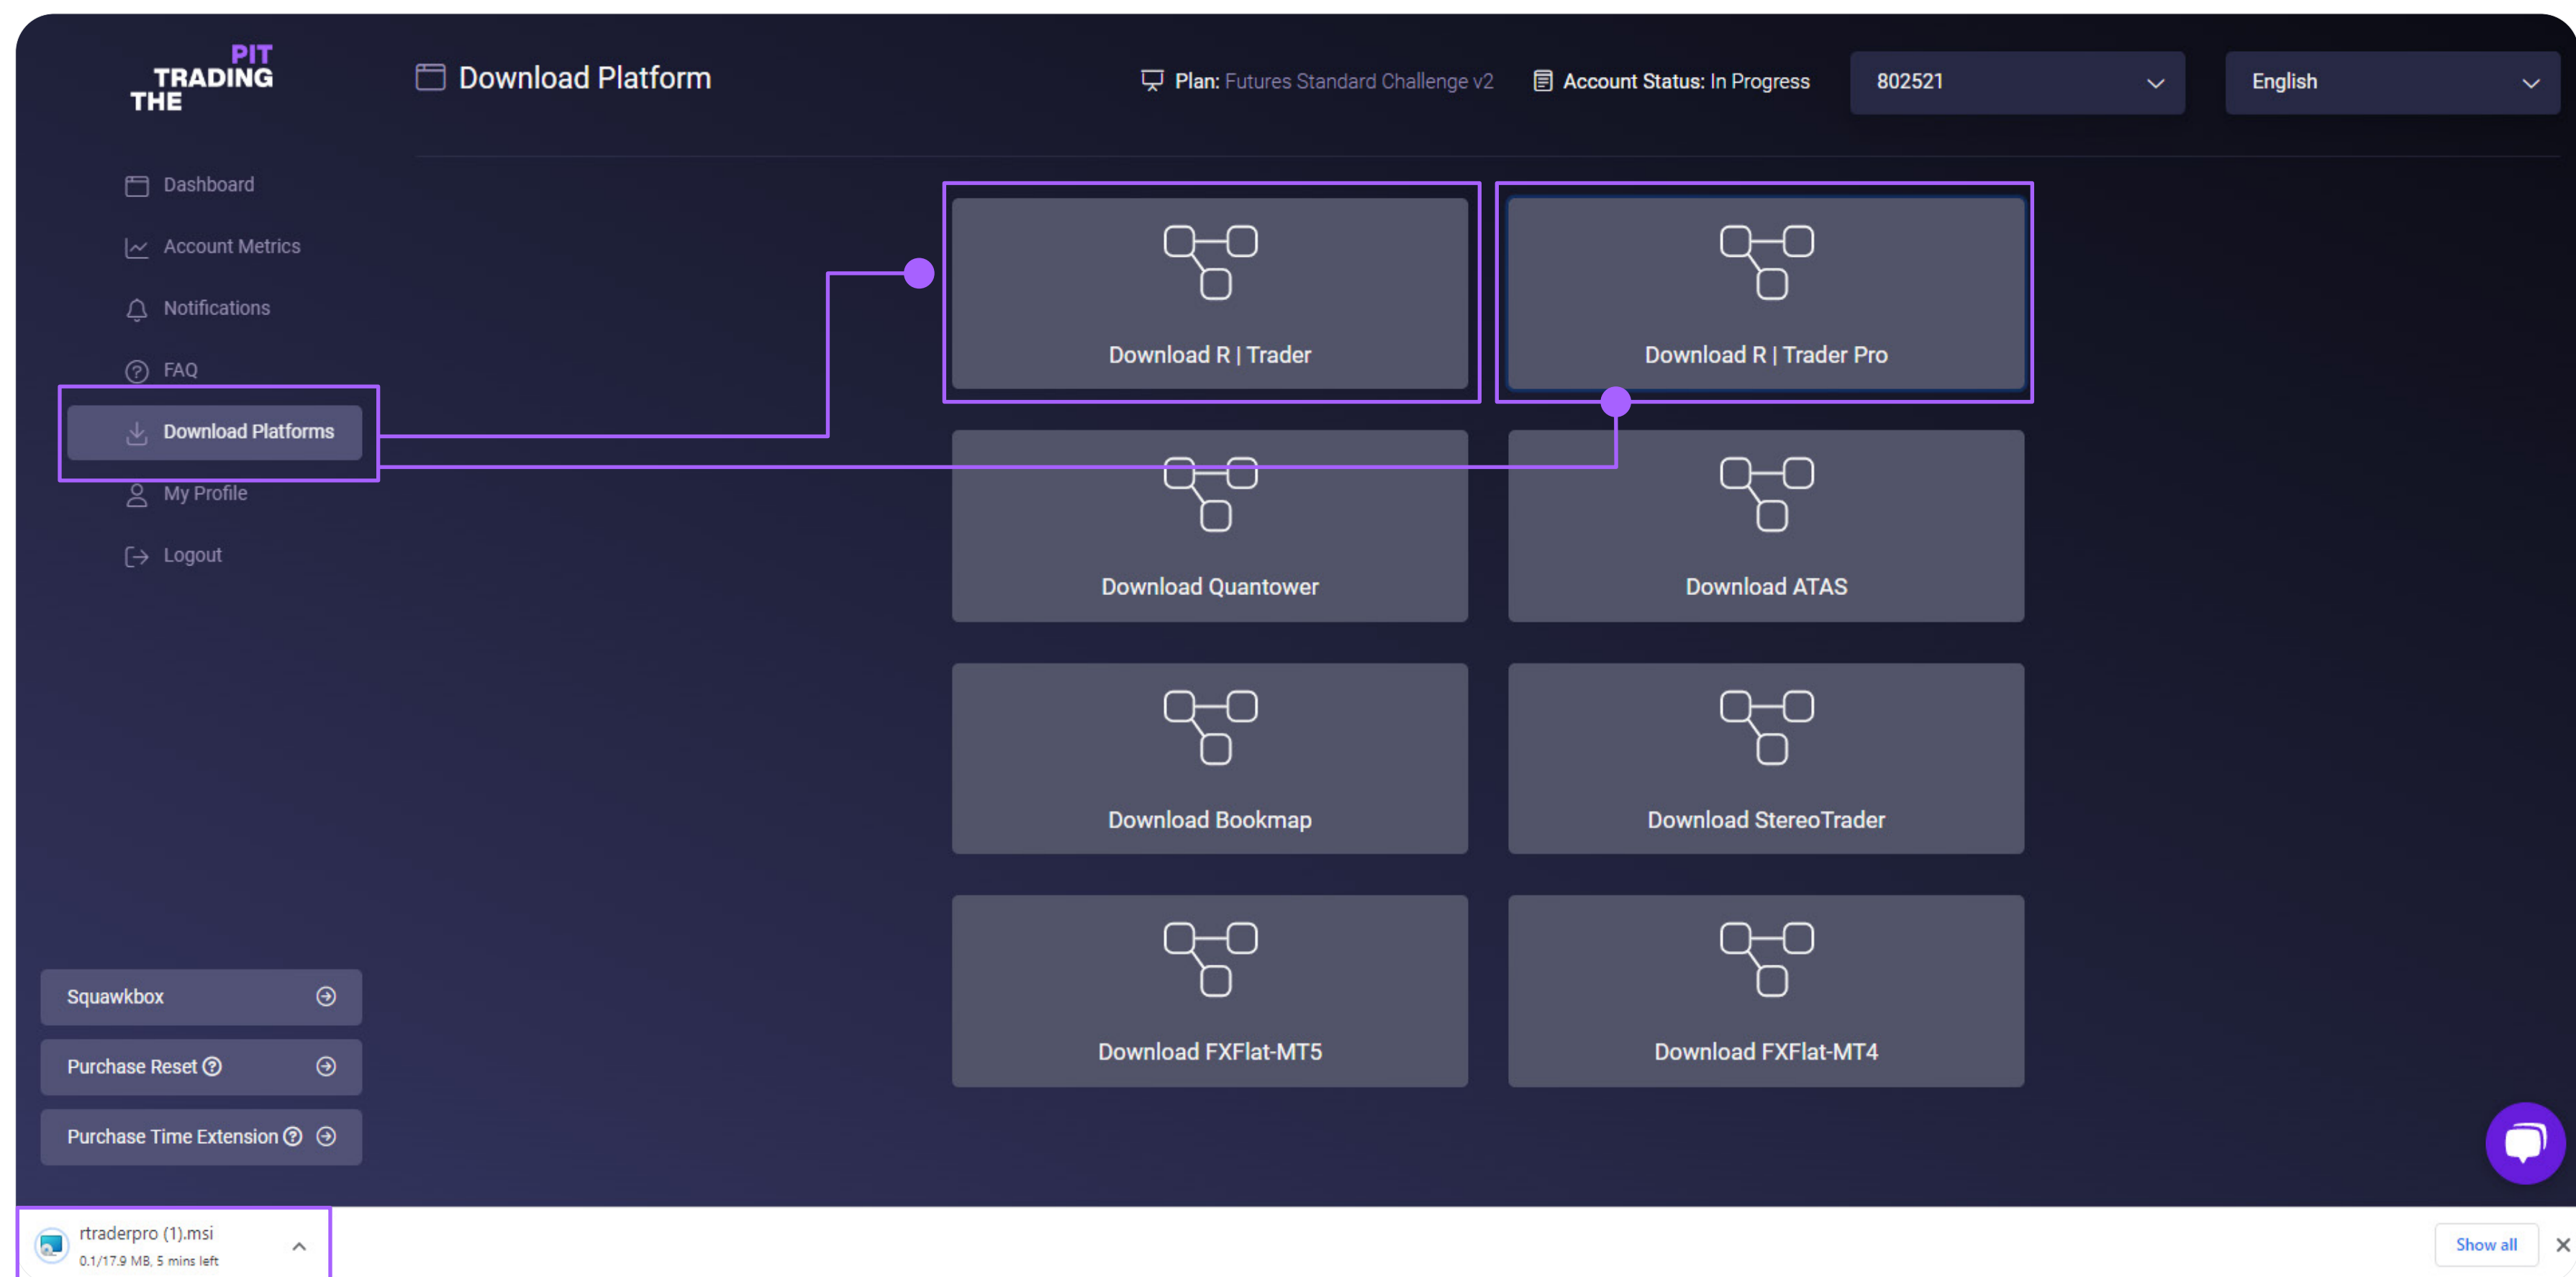 PIT
TRADING
THE
Download Platform
Plan: Futures Standard Challenge v2
Account Status: In Progress
802521
English
Dashboard
Account Metrics
Notifications
FAQ
Download Platforms
My Profile
Logout
Download R | Trader
Download R | Trader Pro
Download Quantower
Download ATAS
Download Bookmap
Download StereoTrader
Download FXFlat-MT5
Download FXFlat-MT4
Squawkbox
Purchase Reset
Purchase Time Extension
rtraderpro (1).msi
0.1/17.9 MB, 5 mins left
Show all